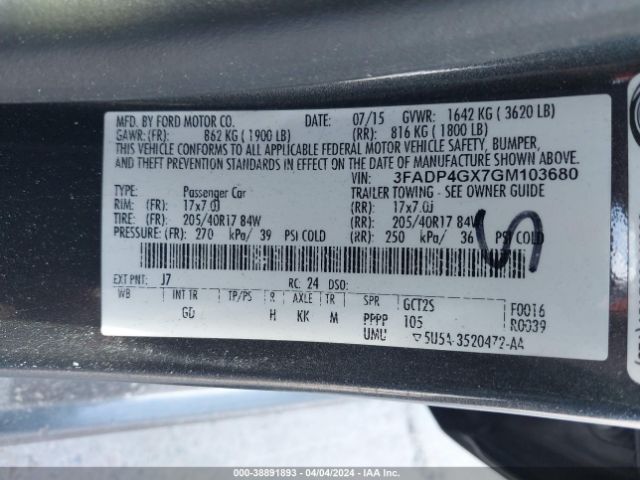 MFD. BY FORD MOTOR CO. DATE: 07/15 GVWR: 1642 KG ( 3620 LB)
GAWR: (FR): 862 KG ( 1900 LB) (RR): 816 KG ( 1800 LB)
THIS VEHICLE CONFORMS TO ALL APPLICABLE FEDERAL MOTOR VEHICLE SAFETY, BUMPER,
AND THEFT PREVENTION STANDARDS IN EFFECT ON THE DATE OF MANUFACTURE SHOWN ABOVE.
VIN: 3FADP4GX7GM103680
TYPE: Passenger Car TRAILER TOWING - SEE OWNER GUIDE
RIM: (FR): 17x7.0J (RR): 17x7.0J
TIRE: (FR): 205/40R17 84W (RR): 205/40R17 84W
PRESSURE: (FR): 270 kPa/ 39 PSI COLD (RR): 250 kPa/ 36 PSI COLD
S
EXT PNT: J7 RC: 24 DSO:
WB INT TR TP/PS R AXLE TR SPR GCT2S F0016
GD H KK M PPPP 105 R0039
UMU 5U5A-3520472-AA
000-38891893 - 04/04/2024 - IAA Inc.